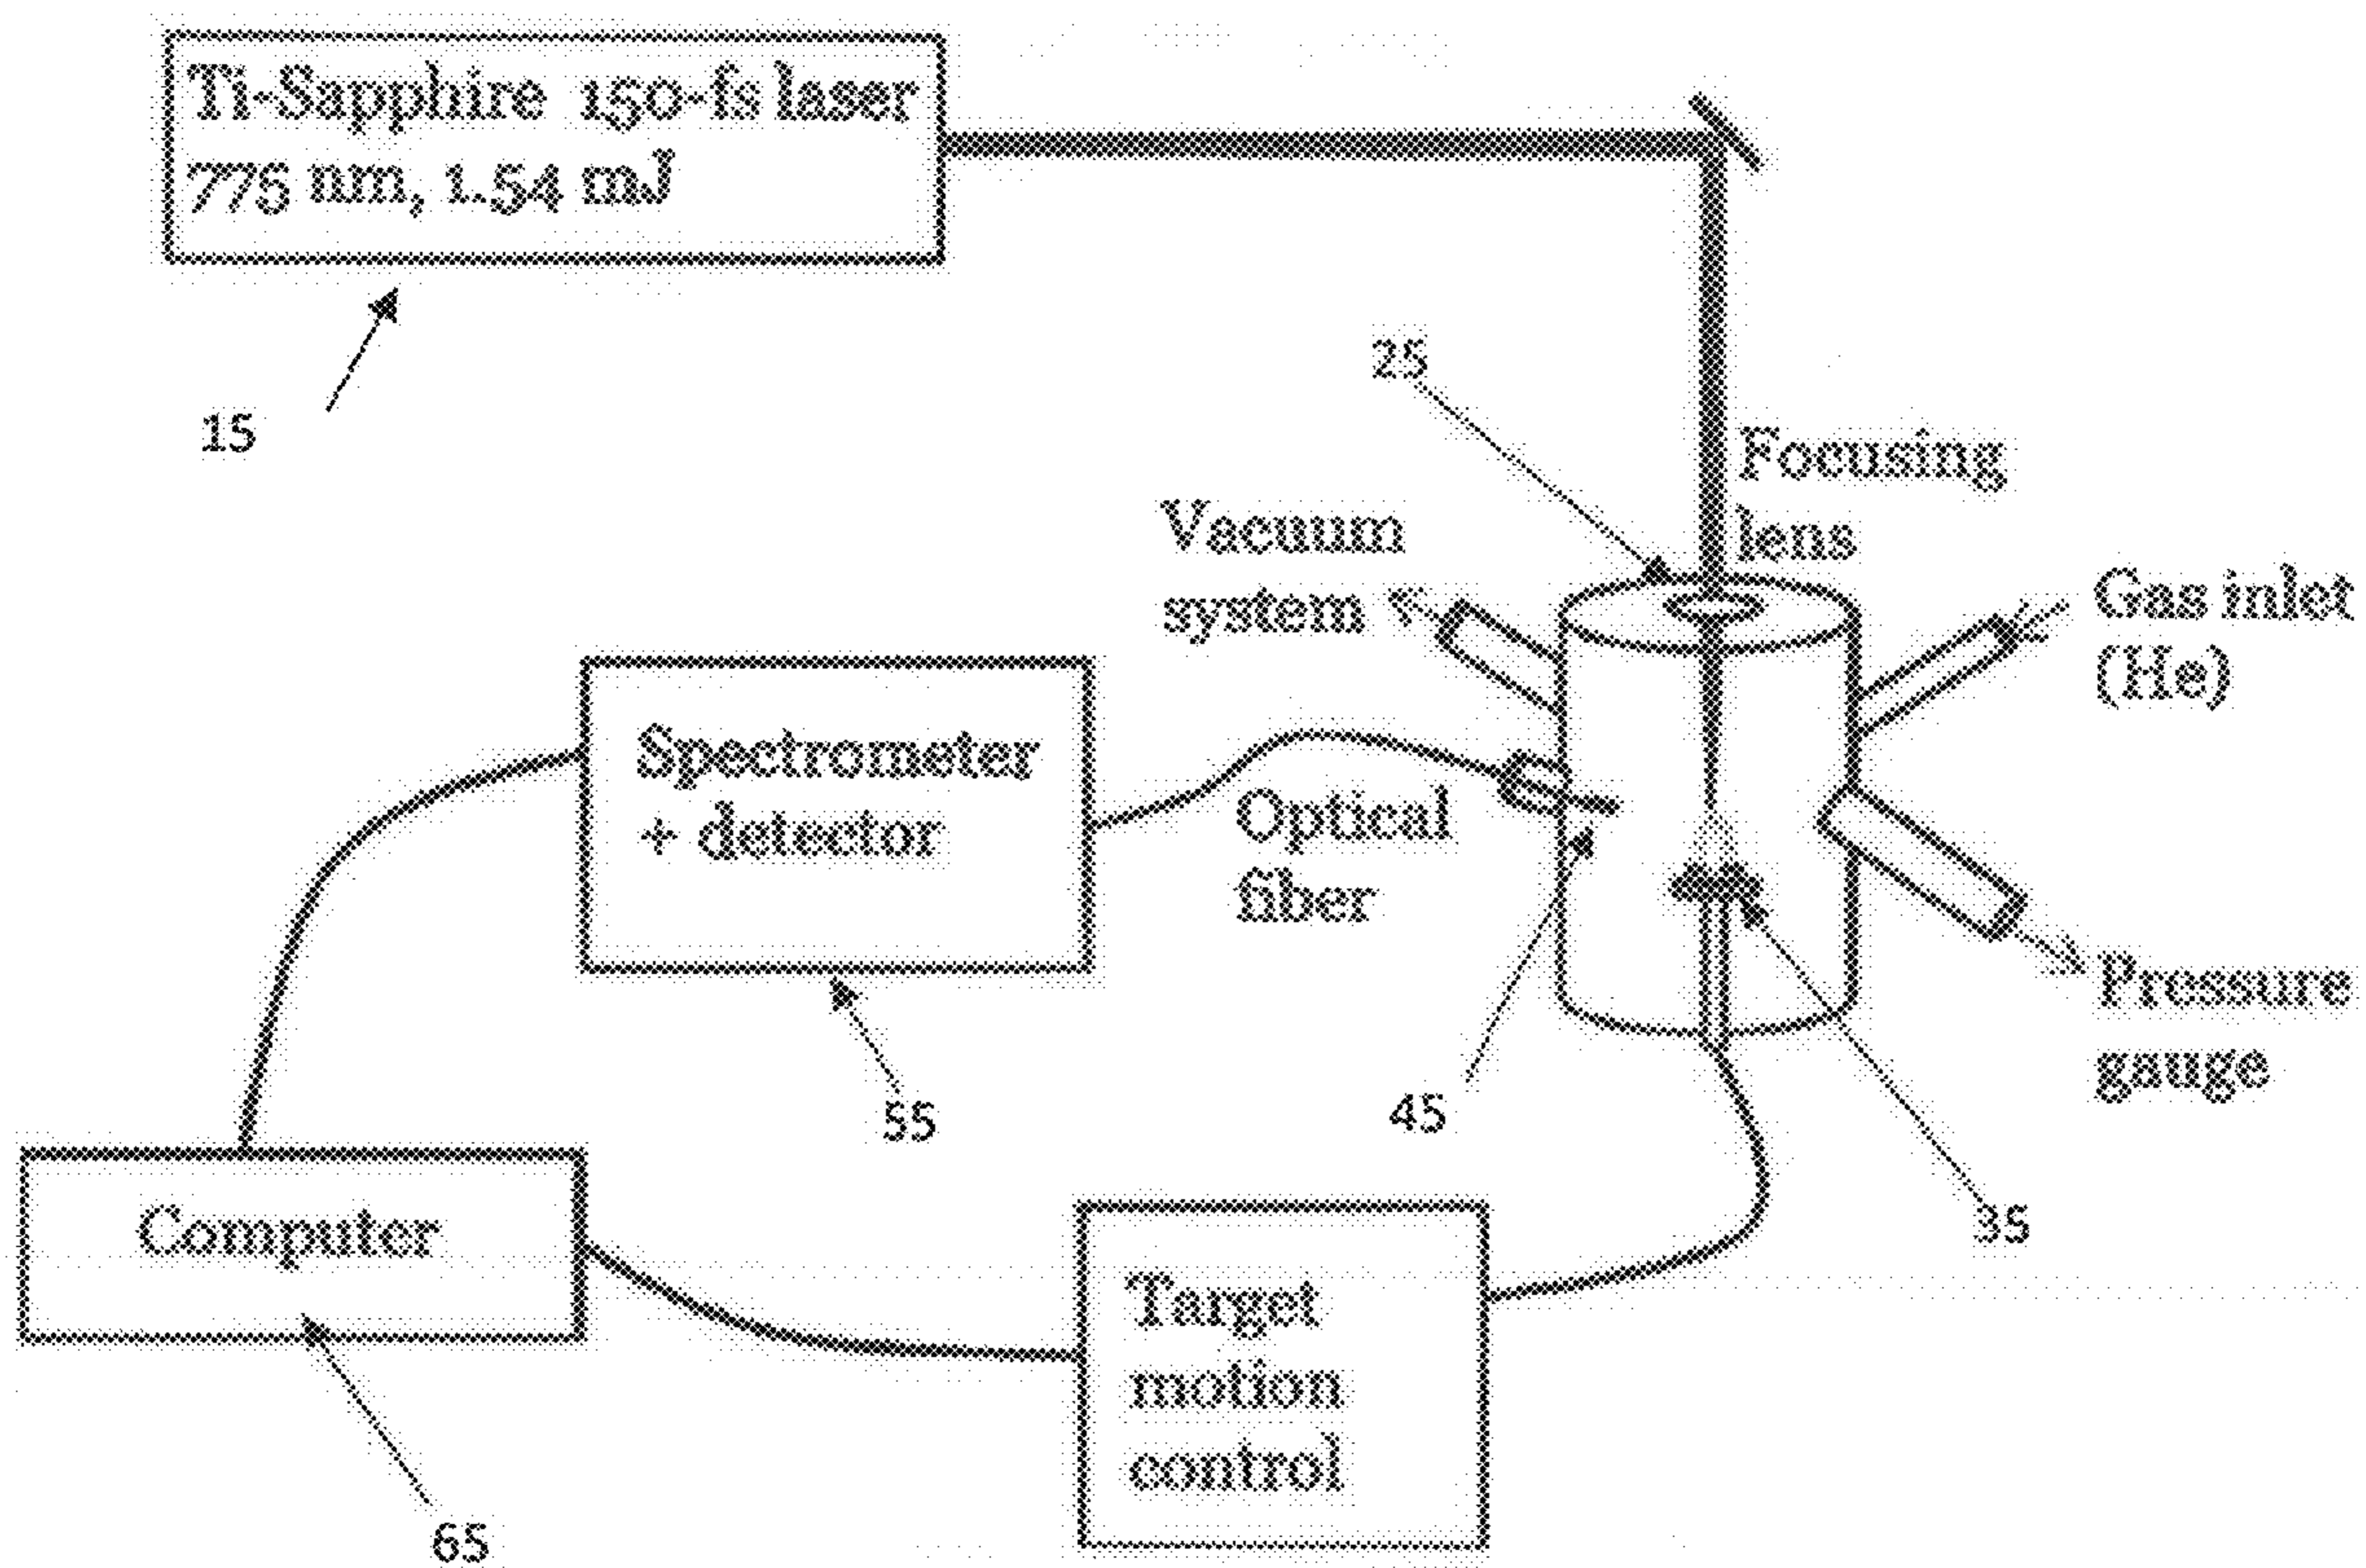 Ti-Sapphire 150-fs laser
775 nm, 1.54 mJ
15
25
Focusing
lens
Vacuum
system
Gas inlet
(He)
Spectrometer
+ detector
Optical
fiber
Pressure
gauge
55
45
35
Computer
Target
motion
control
65